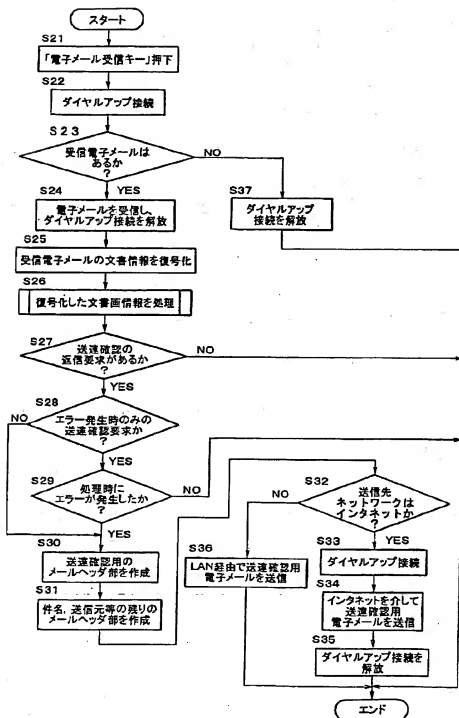 スタート
S21
「電子メール受信キー」押下
S22
ダイヤルアップ接続
S23
受信電子メールは
あるか
?
NO
YES
S24
電子メールを受信し、
ダイヤルアップ接続を解放
S37
ダイヤルアップ
接続を解放
S25
受信電子メールの文書情報を復号化
S26
復号化した文書画情報を処理
S27
送達確認の
返信要求があるか
?
NO
YES
S28
エラー発生時のみの
送達確認要求か
?
NO
YES
S29
処理時に
エラーが発生したか
?
NO
YES
S30
送達確認用の
メールヘッダ部を作成
S31
件名、送信元等の残りの
メールヘッダ部を作成
S32
送信先
ネットワークは
インタネットか
?
NO
YES
S36
LAN経由で送達確認用
電子メールを送信
S33
ダイヤルアップ接続
S34
インタネットを介して
送達確認用
電子メールを送信
S35
ダイヤルアップ接続を
解放
エンド